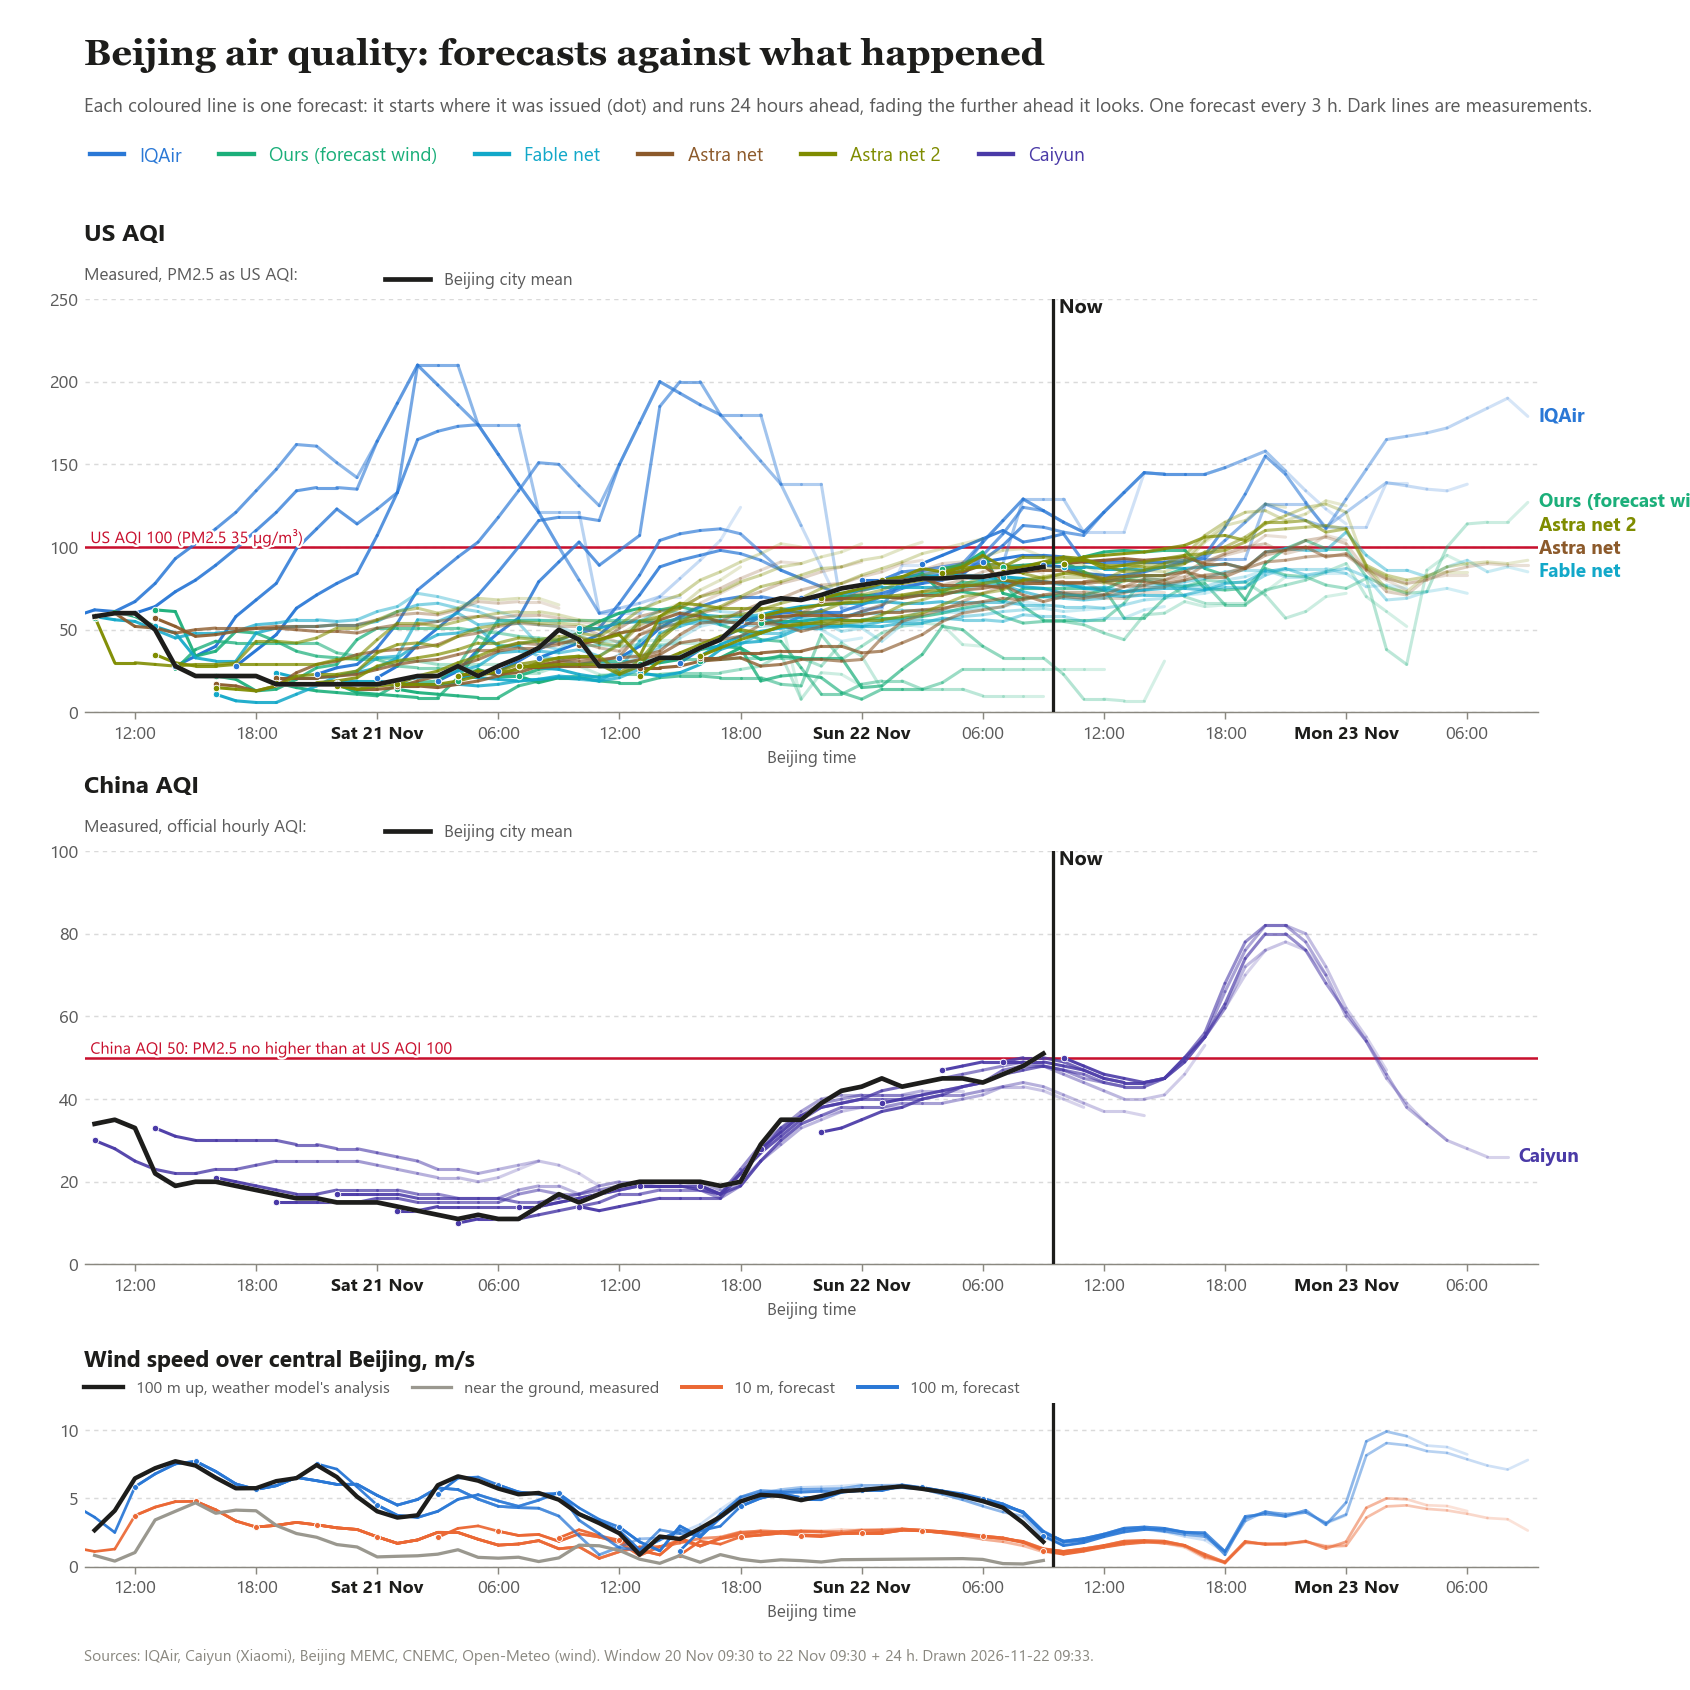 Beijing air quality: forecasts against what happened
Each coloured line is one forecast: it starts where it was issued (dot) and runs 24 hours ahead, fading the further ahead it looks. One forecast every 3 h. Dark lines are measurements.
IQAir Ours (forecast wind) Fable net Astra net Astra net 2 Caiyun
US AQI
Measured, PM2.5 as US AQI: Beijing city mean
250
Now
200
IQAir
150
Ours (forecast wi
Astra net 2
US AQI 100 (PM2.5 35 µg/m³)
100
Astra net
Fable net
50
0
12:00 18:00 Sat 21 Nov 06:00 12:00 18:00 Sun 22 Nov 06:00 12:00 18:00 Mon 23 Nov 06:00
Beijing time
China AQI
Measured, official hourly AQI: Beijing city mean
100
Now
80
60
China AQI 50: PM2.5 no higher than at US AQI 100
40
Caiyun
20
0
12:00 18:00 Sat 21 Nov 06:00 12:00 18:00 Sun 22 Nov 06:00 12:00 18:00 Mon 23 Nov 06:00
Beijing time
Wind speed over central Beijing, m/s
100 m up, weather model's analysis near the ground, measured 10 m, forecast 100 m, forecast
10
5
0
12:00 18:00 Sat 21 Nov 06:00 12:00 18:00 Sun 22 Nov 06:00 12:00 18:00 Mon 23 Nov 06:00
Beijing time
Sources: IQAir, Caiyun (Xiaomi), Beijing MEMC, CNEMC, Open-Meteo (wind). Window 20 Nov 09:30 to 22 Nov 09:30 + 24 h. Drawn 2026-11-22 09:33.